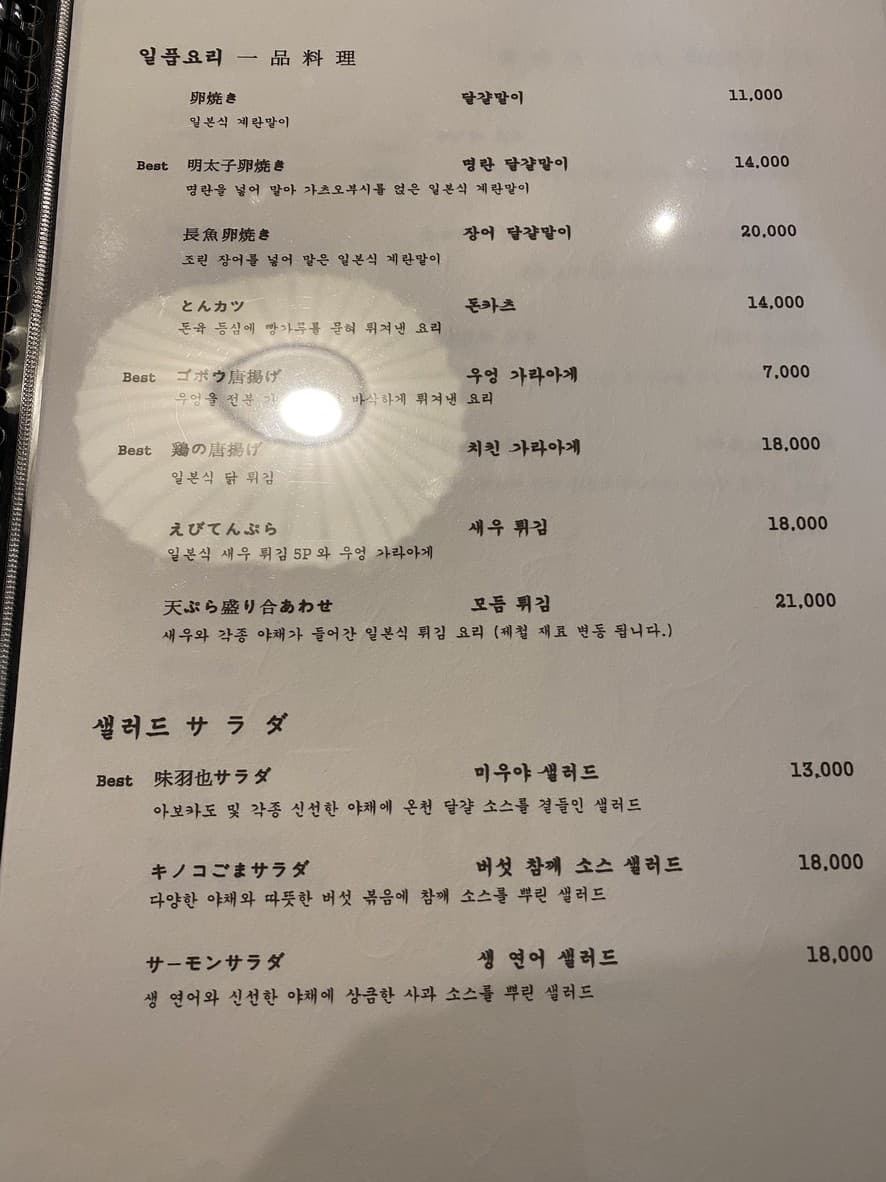 일품요리 一品料理
卵焼き 달걀말이 11,000
일본식 계란말이
Best 明太子卵焼き 명란 달걀말이 14,000
명란을 넣어 말아 가츠오부시를 얹은 일본식 계란말이
長魚卵焼き 장어 달걀말이 20,000
조린 장어를 넣어 말은 일본식 계란말이
とんカツ 돈카츠 14,000
돈육 등심에 빵가루를 묻혀 튀겨낸 요리
Best ゴボウ唐揚げ 우엉 가라아게 7,000
우엉을 전분 바삭하게 튀겨낸 요리
Best 鶏の唐揚げ 치킨 가라아게 18,000
일본식 닭 튀김
えびてんぷら 새우 튀김 18,000
일본식 새우 튀김 5P 와 우엉 가라아게
天ぷら盛り合あわせ 모듬 튀김 21,000
새우와 각종 야채가 들어간 일본식 튀김 요리 (제철 재료 변동 됩니다.)
샐러드 サラダ
Best 味羽也サラダ 미우야 샐러드 13,000
아보카도 및 각종 신선한 야채에 온천 달걀 소스를 곁들인 샐러드
キノコごまサラダ 버섯 참깨 소스 샐러드 18,000
다양한 야채와 따뜻한 버섯 볶음에 참깨 소스를 뿌린 샐러드
サーモンサラダ 생 연어 샐러드 18,000
생 연어와 신선한 야채에 상큼한 사과 소스를 뿌린 샐러드